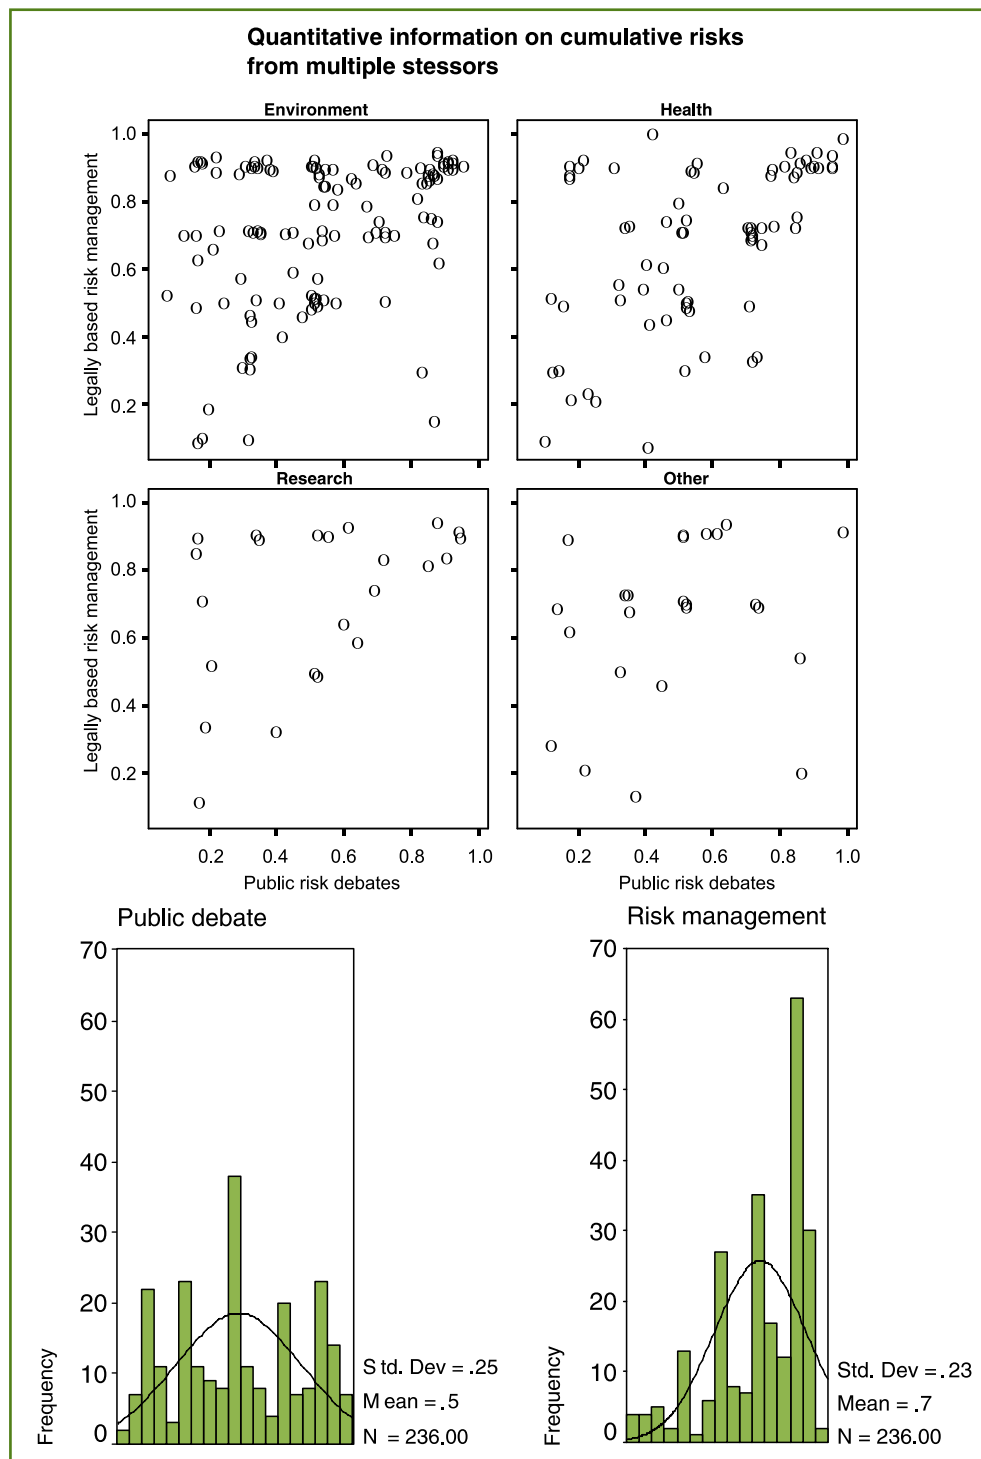 Quantitative information on cumulative risks
from multiple stessors
Environment
Health
Legally based risk management
1.0
0.8
0.6
0.4
0.2
Research
Other
Legally based risk management
1.0
0.8
0.6
0.4
0.2
0.2 0.4 0.6 0.8 1.0
0.2 0.4 0.6 0.8 1.0
Public risk debates
Public risk debates
Public debate
70
60
50
40
30
20
10
0
Frequency
Std. Dev = .25
Mean = .5
N = 236.00
Risk management
70
60
50
40
30
20
10
0
Frequency
Std. Dev = .23
Mean = .7
N = 236.00